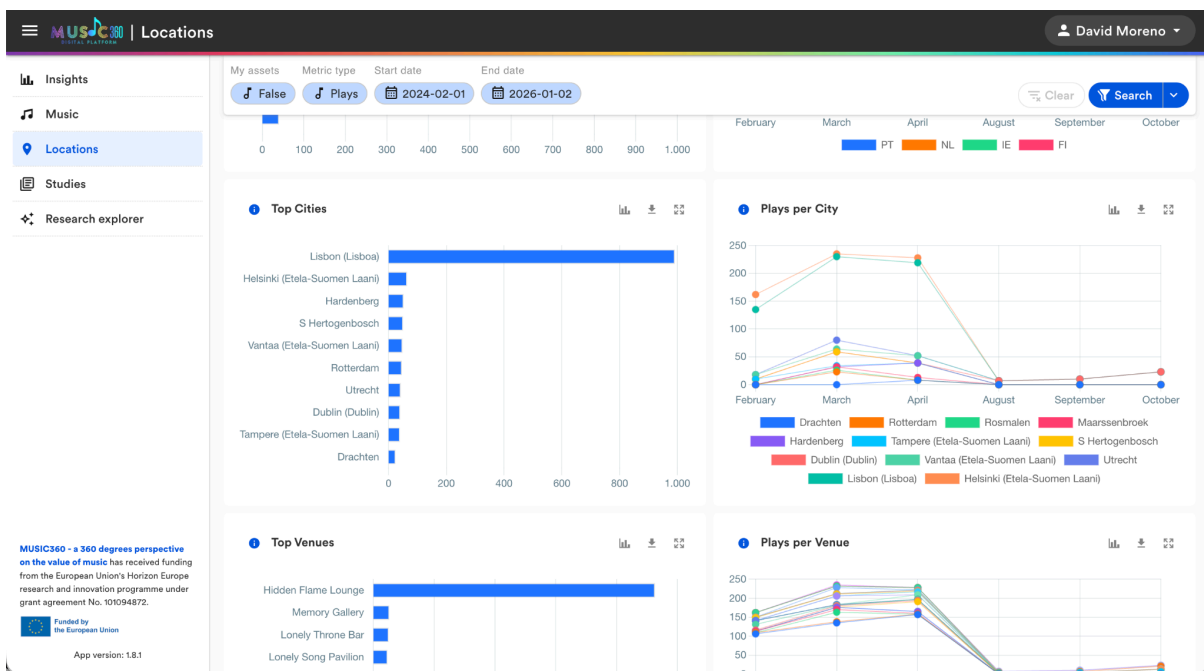 MUSIC360
DIGITAL PLATFORM
| Locations
David Moreno
Insights
Music
Locations
Studies
Research explorer
MUSIC360 - a 360 degrees perspective
on the value of music has received funding
from the European Union's Horizon Europe
research and innovation programme under
grant agreement No. 101094872.
Funded by
the European Union
App version: 1.8.1
My assets Metric type Start date End date
False Plays 2024-02-01 2026-01-02
Clear Search
0 100 200 300 400 500 600 700 800 900 1.000
February March April August September October
PT NL IE FI
Top Cities
Lisbon (Lisboa)
Helsinki (Etela-Suomen Laani)
Hardenberg
S Hertogenbosch
Vantaa (Etela-Suomen Laani)
Rotterdam
Utrecht
Dublin (Dublin)
Tampere (Etela-Suomen Laani)
Drachten
0 200 400 600 800 1.000
Plays per City
250
200
150
100
50
0
February March April August September October
Drachten Rotterdam Rosmalen Maarssenbroek
Hardenberg Tampere (Etela-Suomen Laani) S Hertogenbosch
Dublin (Dublin) Vantaa (Etela-Suomen Laani) Utrecht
Lisbon (Lisboa) Helsinki (Etela-Suomen Laani)
Top Venues
Hidden Flame Lounge
Memory Gallery
Lonely Throne Bar
Lonely Song Pavilion
Plays per Venue
250
200
150
100
50